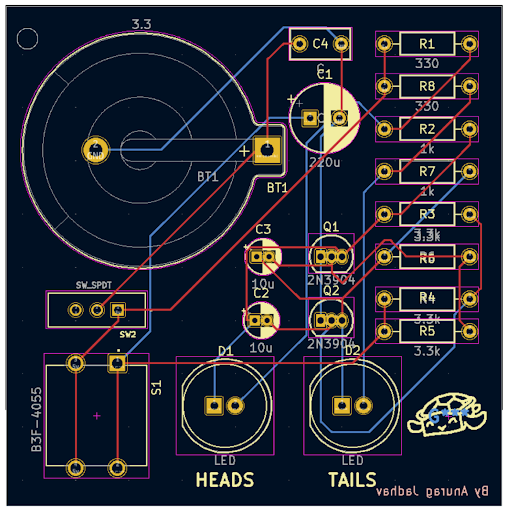 3.3
C4
R1
330
C1
R8
330
220u
R2
1k
BT1
BT1
R7
1k
R3
3.3k
3.3k
C3
10u
Q1
2N3904
R6
SW_SPDT
SW2
C2
10u
Q2
2N3904
R4
3.3k
R5
3.3k
S1
B3F-4055
D1
LED
D2
LED
HEADS
TAILS
By Anurag Jadhav